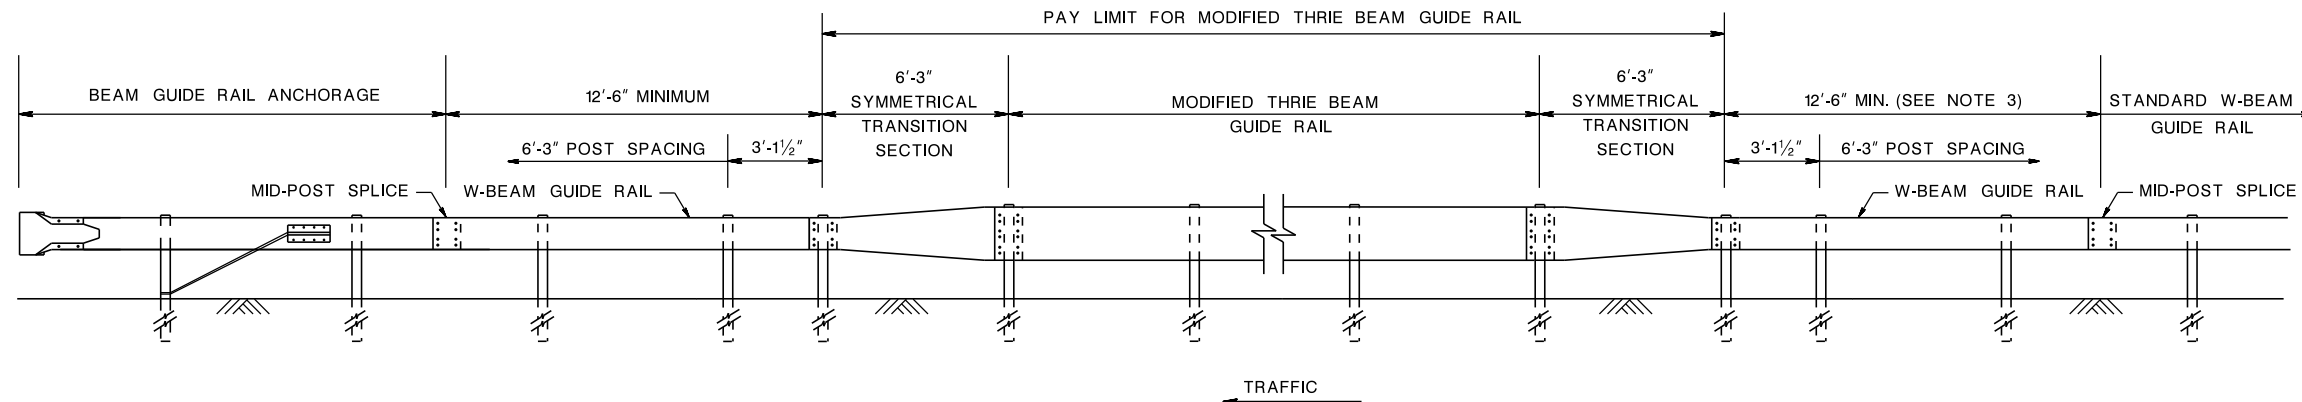 PAY LIMIT FOR MODIFIED THRIE BEAM GUIDE RAIL
BEAM GUIDE RAIL ANCHORAGE
12'-6" MINIMUM
6'-3"
SYMMETRICAL
TRANSITION
SECTION
MODIFIED THRIE BEAM
GUIDE RAIL
6'-3"
SYMMETRICAL
TRANSITION
SECTION
12'-6" MIN. (SEE NOTE 3)
STANDARD W-BEAM
GUIDE RAIL
6'-3" POST SPACING
3'-1½"
3'-1½"
6'-3" POST SPACING
MID-POST SPLICE
W-BEAM GUIDE RAIL
W-BEAM GUIDE RAIL
MID-POST SPLICE
TRAFFIC